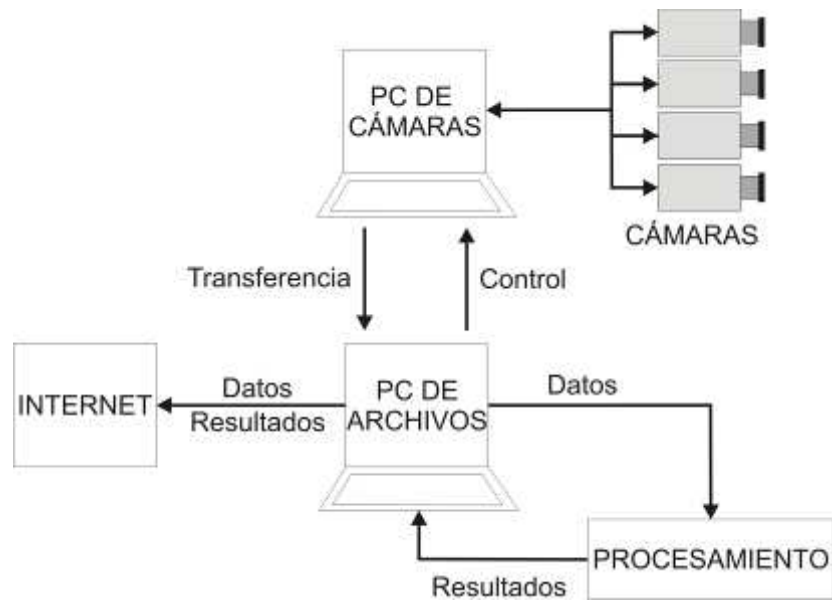 PC DE
CÁMARAS
CÁMARAS
Transferencia
Control
INTERNET
Datos
Resultados
PC DE
ARCHIVOS
Datos
PROCESAMIENTO
Resultados